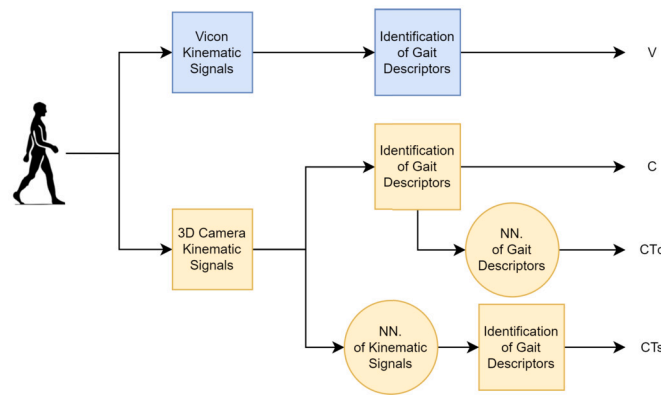 Vicon
Kinematic
Signals
Identification
of Gait
Descriptors
V
Identification
of Gait
Descriptors
C
3D Camera
Kinematic
Signals
NN.
of Gait
Descriptors
NN.
of Kinematic
Signals
Identification
of Gait
Descriptors
CTs